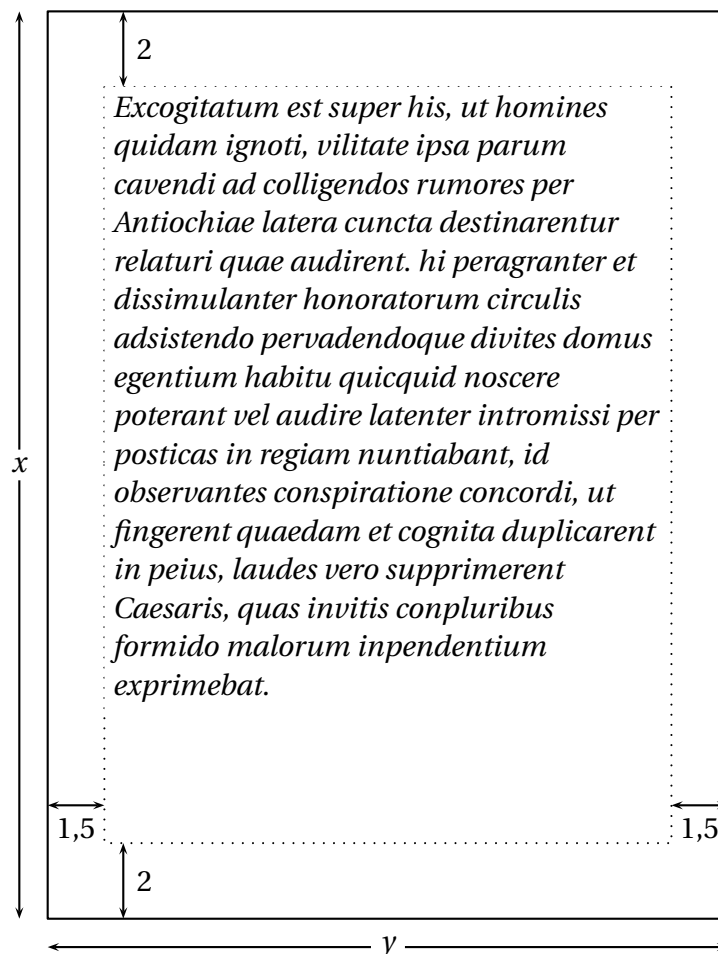 2
Excogitatum est super his, ut homines
quidam ignoti, vilitate ipsa parum
cavendi ad colligendos rumores per
Antiochiae latera cuncta destinarentur
relaturi quae audirent. hi peragranter et
dissimulanter honoratorum circulis
adsistendo pervadendoque divites domus
egentium habitu quicquid noscere
poterant vel audire latenter intromissi per
x
posticas in regiam nuntiabant, id
observantes conspiratione concordi, ut
fingerent quaedam et cognita duplicarent
in peius, laudes vero supprimerent
Caesaris, quas invitis conpluribus
formido malorum inpendentium
exprimebat.
1,5
1,5
2
y